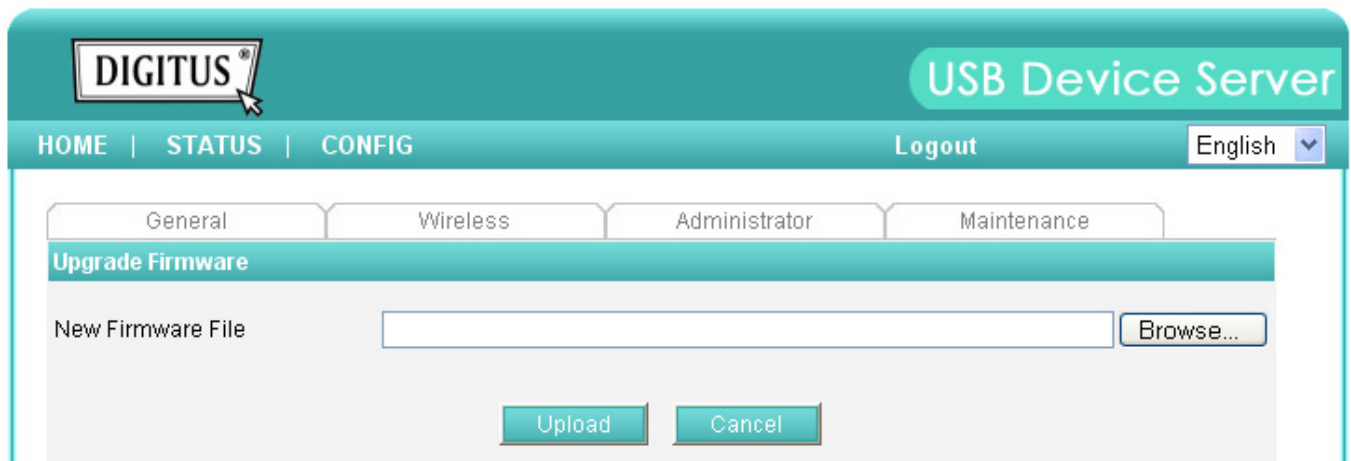 DIGITUS®
USB Device Server
HOME | STATUS | CONFIG Logout English
General Wireless Administrator Maintenance
Upgrade Firmware
New Firmware File Browse...
Upload Cancel